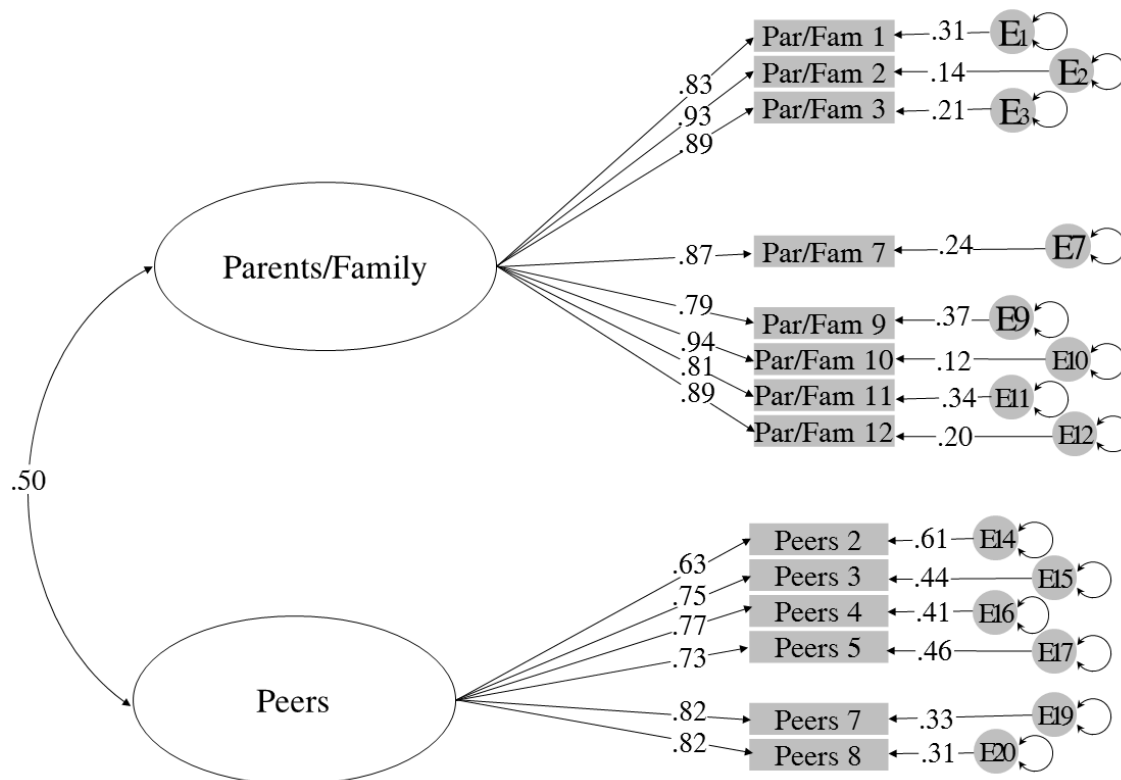 Par/Fam 1 .31 E1
Par/Fam 2 .14 E2
Par/Fam 3 .21 E3
.83
.93
.89
Parents/Family
.87
Par/Fam 7 .24 E7
.79
.94
.81
.89
Par/Fam 9 .37 E9
Par/Fam 10 .12 E10
Par/Fam 11 .34 E11
Par/Fam 12 .20 E12
.50
.63
.75
.77
.73
Peers 2 .61 E14
Peers 3 .44 E15
Peers 4 .41 E16
Peers 5 .46 E17
Peers
.82
.82
Peers 7 .33 E19
Peers 8 .31 E20